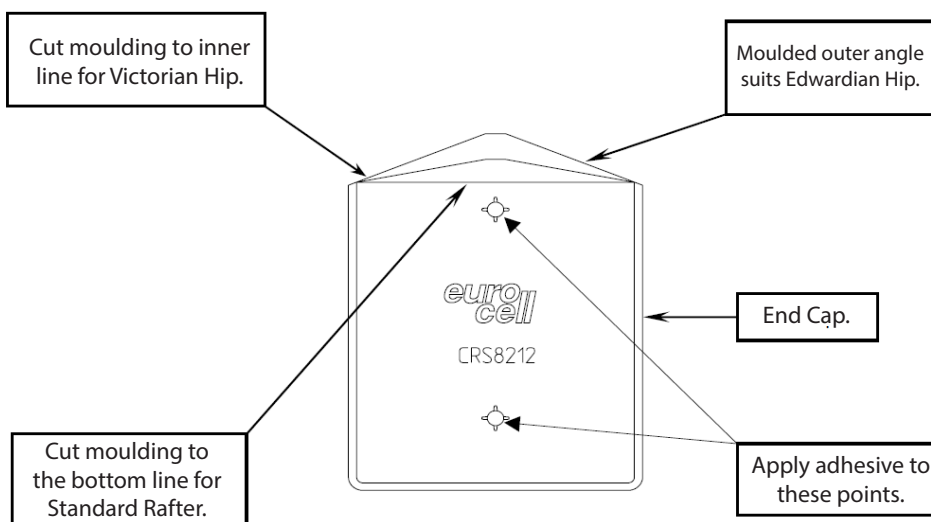 Cut moulding to inner
line for Victorian Hip.
Moulded outer angle
suits Edwardian Hip.
euro
cell
CRS8212
End Cap.
Cut moulding to
the bottom line for
Standard Rafter.
Apply adhesive to
these points.